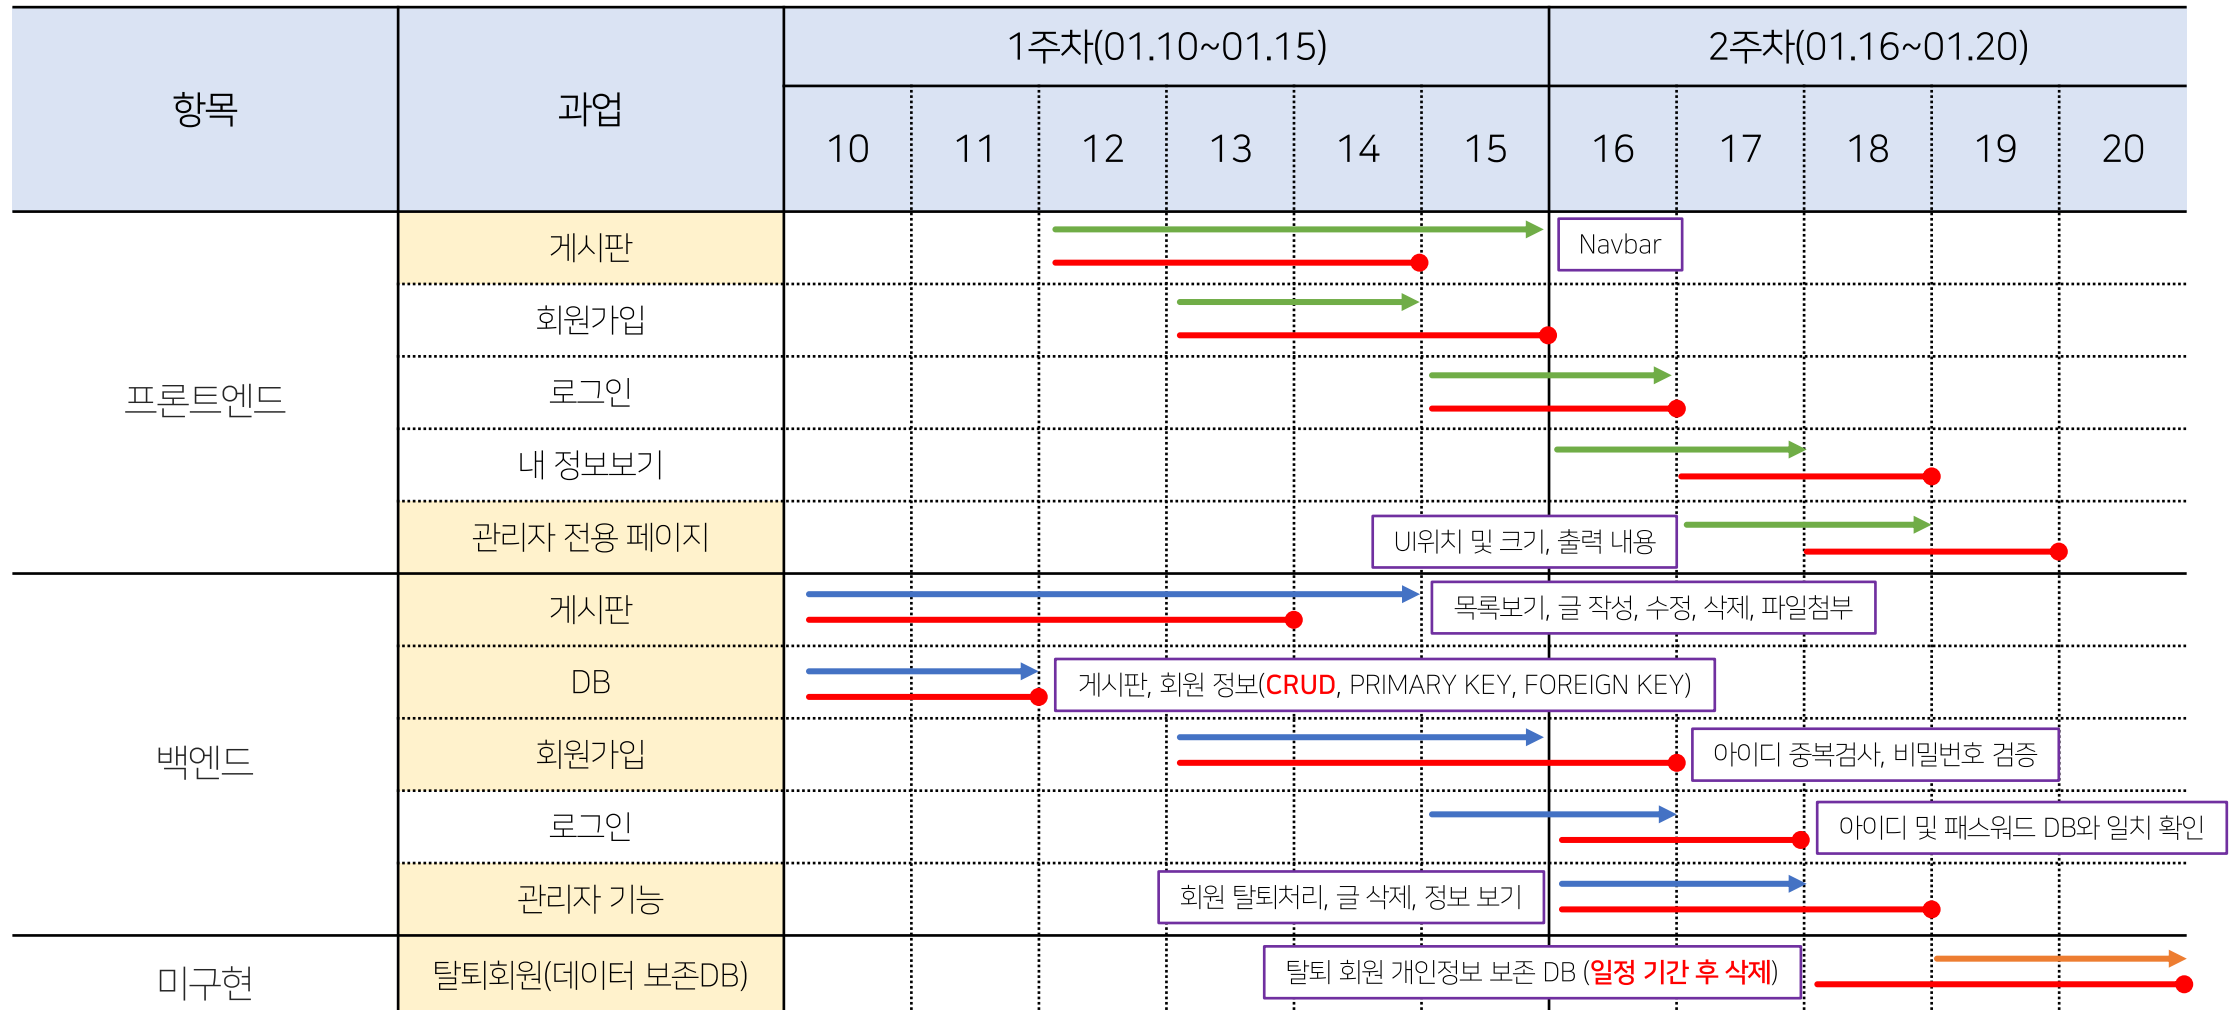 항목
과업
1주차(01.10~01.15)
2주차(01.16~01.20)
10 11 12 13 14 15 16 17 18 19 20
프론트엔드
게시판
Navbar
회원가입
로그인
내 정보보기
관리자 전용 페이지
UI위치 및 크기, 출력 내용
백엔드
게시판
목록보기, 글 작성, 수정, 삭제, 파일첨부
DB
게시판, 회원 정보(CRUD, PRIMARY KEY, FOREIGN KEY)
회원가입
아이디 중복검사, 비밀번호 검증
로그인
아이디 및 패스워드 DB와 일치 확인
관리자 기능
회원 탈퇴처리, 글 삭제, 정보 보기
미구현
탈퇴회원(데이터 보존DB)
탈퇴 회원 개인정보 보존 DB (일정 기간 후 삭제)